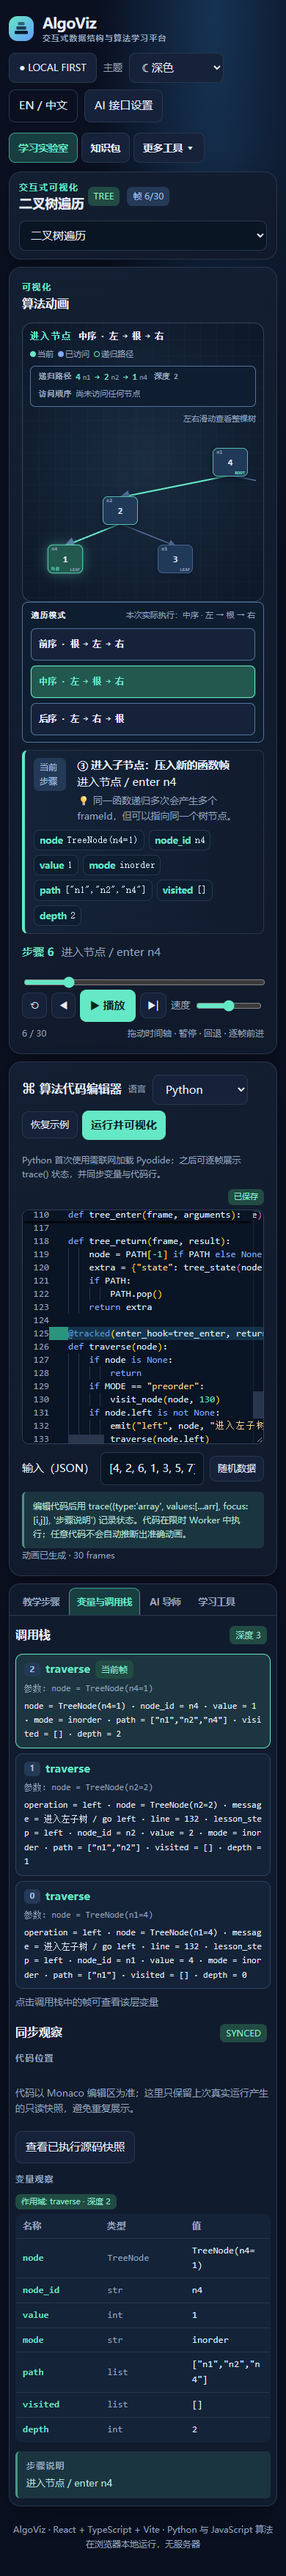 AlgoViz
交互式数据结构与算法学习平台
● LOCAL FIRST 主题 ☾ 深色
EN / 中文 AI 接口设置
学习实验室 知识包 更多工具 ▾
交互式可视化
二叉树遍历 TREE 帧 6/30
二叉树遍历
可视化
算法动画
进入节点 中序 · 左 → 根 → 右
当前 已访问 递归路径
递归路径 4 n1 → 2 n2 → 1 n4 深度 2
访问顺序 尚未访问任何节点
左右滑动查看整棵树
n1
4
ROOT
n2
2
n4
1
当前 LEAF
n5
3
LEAF
遍历模式 本次实际执行：中序 · 左 → 根 → 右
前序 · 根 → 左 → 右
中序 · 左 → 根 → 右
后序 · 左 → 右 → 根
当前步骤
③ 进入子节点：压入新的函数帧
进入节点 / enter n4
💡 同一函数递归多次会产生多个
frameId，但可以指向同一个树节点。
node TreeNode(n4=1) node_id n4
value 1 mode inorder
path ["n1","n2","n4"] visited []
depth 2
步骤 6 进入节点 / enter n4
⟲ ◀ ▶ 播放 ▶| 速度
6 / 30 拖动时间轴 · 暂停 · 回退 · 逐帧前进
⌘ 算法代码编辑器 语言 Python
恢复示例 运行并可视化
Python 首次使用需联网加载 Pyodide；之后可逐帧展示
trace() 状态，并同步变量与代码行。
已保存
110 def tree_enter(frame, arguments):
117
118 def tree_return(frame, result):
119 node = PATH[-1] if PATH else None
120 extra = {"state": tree_state(node
121 if PATH:
122 PATH.pop()
123 return extra
124
125 @tracked(enter_hook=tree_enter, retur
126 def traverse(node):
127 if node is None:
128 return
129 if MODE == "preorder":
130 visit_node(node, 130)
131 if node.left is not None:
132 emit("left", node, "进入左子树
133 traverse(node.left)
输入（JSON） [4, 2, 6, 1, 3, 5, 7] 随机数据
编辑代码后用 trace({type:'array', values:[...arr], focus:
[i,j]}, '步骤说明') 记录状态。代码在限时 Worker 中执
行；任意代码不会自动推断出准确动画。
动画已生成 · 30 frames
教学步骤 变量与调用栈 AI 导师 学习工具
调用栈 深度 3
2 traverse 当前帧
参数: node = TreeNode(n4=1)
node = TreeNode(n4=1) · node_id = n4 · value = 1
· mode = inorder · path = ["n1","n2","n4"] · visi
ted = [] · depth = 2
1 traverse
参数: node = TreeNode(n2=2)
operation = left · node = TreeNode(n2=2) · messag
e = 进入左子树 / go left · line = 132 · lesson_ste
p = left · node_id = n2 · value = 2 · mode = inor
der · path = ["n1","n2"] · visited = [] · depth =
1
0 traverse
参数: node = TreeNode(n1=4)
operation = left · node = TreeNode(n1=4) · messag
e = 进入左子树 / go left · line = 132 · lesson_ste
p = left · node_id = n1 · value = 4 · mode = inor
der · path = ["n1"] · visited = [] · depth = 0
点击调用栈中的帧可查看该层变量
同步观察 SYNCED
代码位置
代码以 Monaco 编辑区为准；这里只保留上次真实运行产生
的只读快照，避免重复展示。
查看已执行源码快照
变量观察
作用域: traverse · 深度 2
名称 类型 值
node TreeNode TreeNode(n4=
1)
node_id str n4
value int 1
mode str inorder
path list ["n1","n2","n
4"]
visited list []
depth int 2
步骤说明
进入节点 / enter n4
AlgoViz · React + TypeScript + Vite · Python 与 JavaScript 算法
在浏览器本地运行，无服务器